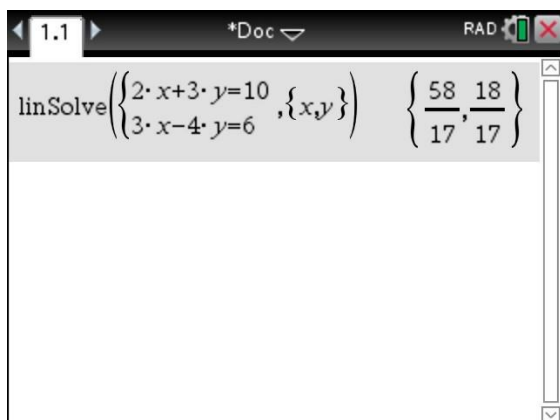 1.1 *Doc RAD
linSolve({2·x+3·y=10, 3·x-4·y=6 ,{x,y}) {58/17, 18/17}